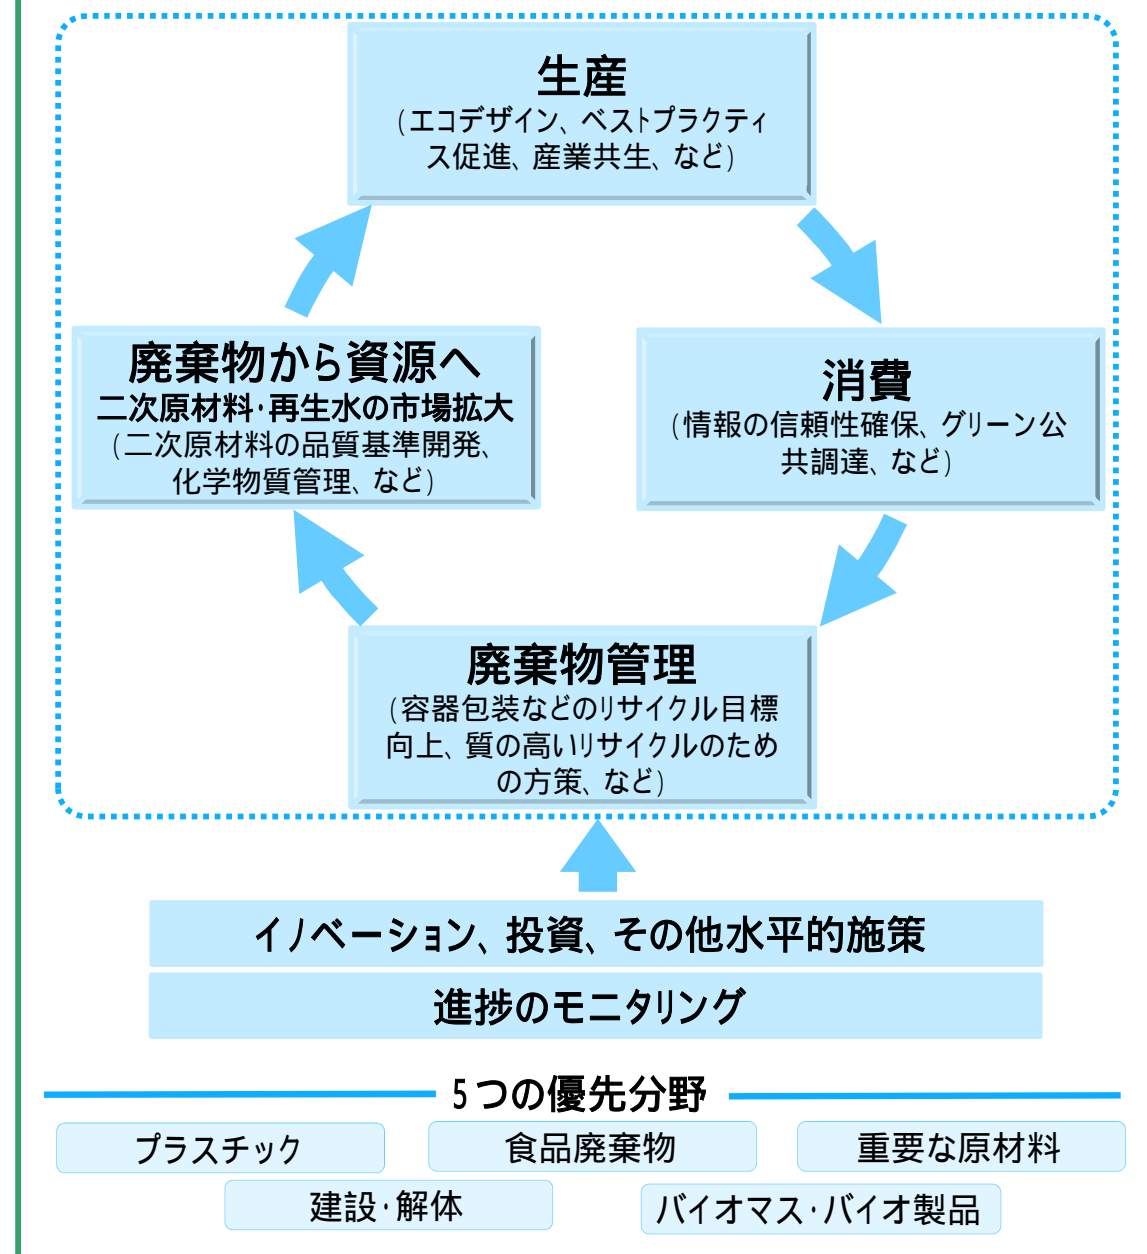 生産
(エコデザイン、ベストプラクティ
ス促進、産業共生、など)
廃棄物から資源へ
二次原材料・再生水の市場拡大
(二次原材料の品質基準開発、
化学物質管理、など)
消費
(情報の信頼性確保、グリーン公
共調達、など)
廃棄物管理
(容器包装などのリサイクル目標
向上、質の高いリサイクルのため
の方策、など)
イノベーション、投資、その他水平的施策
進捗のモニタリング
5つの優先分野
プラスチック
食品廃棄物
重要な原材料
建設・解体
バイオマス・バイオ製品